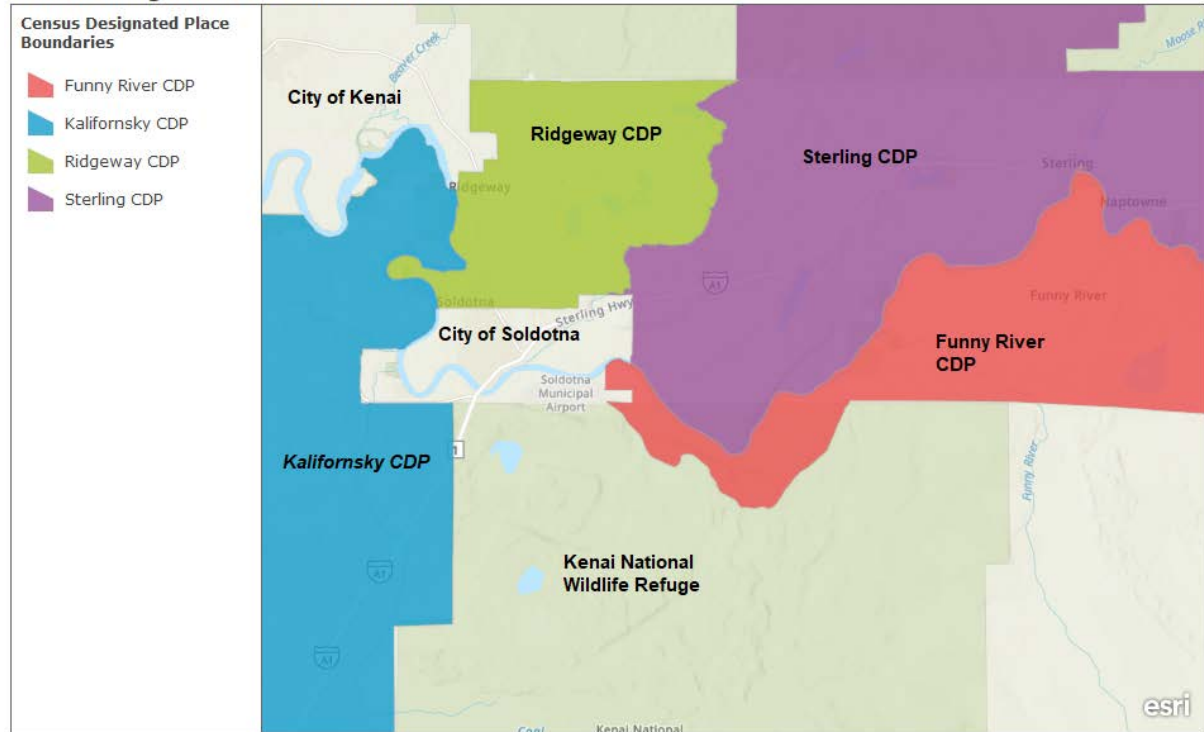 Census Designated Place
Boundaries
Funny River CDP
Kalifornsky CDP
Ridgeway CDP
Sterling CDP
Beaver Creek
City of Kenai
Ridgeway CDP
Sterling CDP
Sterling
Ridgeway
Naptowne
A1
Soldotna
Sterling Hwy
Funny River
City of Soldotna
Funny River
CDP
Soldotna
Municipal
Airport
Kalifornsky CDP
1
Funny River
Kenai National
Wildlife Refuge
A1
A1
esri
Kenai National